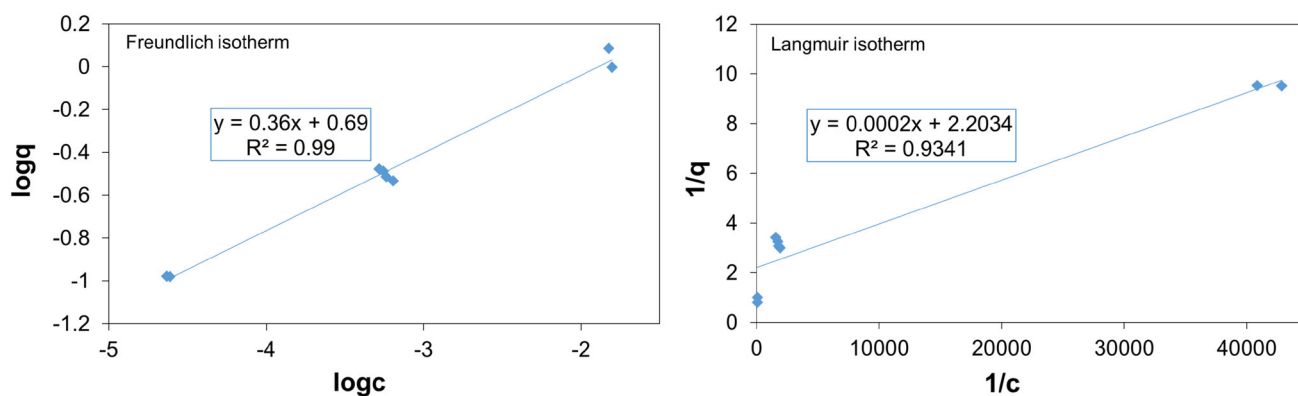 Freundlich isotherm
y = 0.36x + 0.69
R² = 0.99
logq
0.2
0
-0.2
-0.4
-0.6
-0.8
-1
-1.2
-5
-4
-3
-2
logc
Langmuir isotherm
y = 0.0002x + 2.2034
R² = 0.9341
1/q
14
12
10
8
6
4
2
0
0
10000
20000
30000
40000
1/c